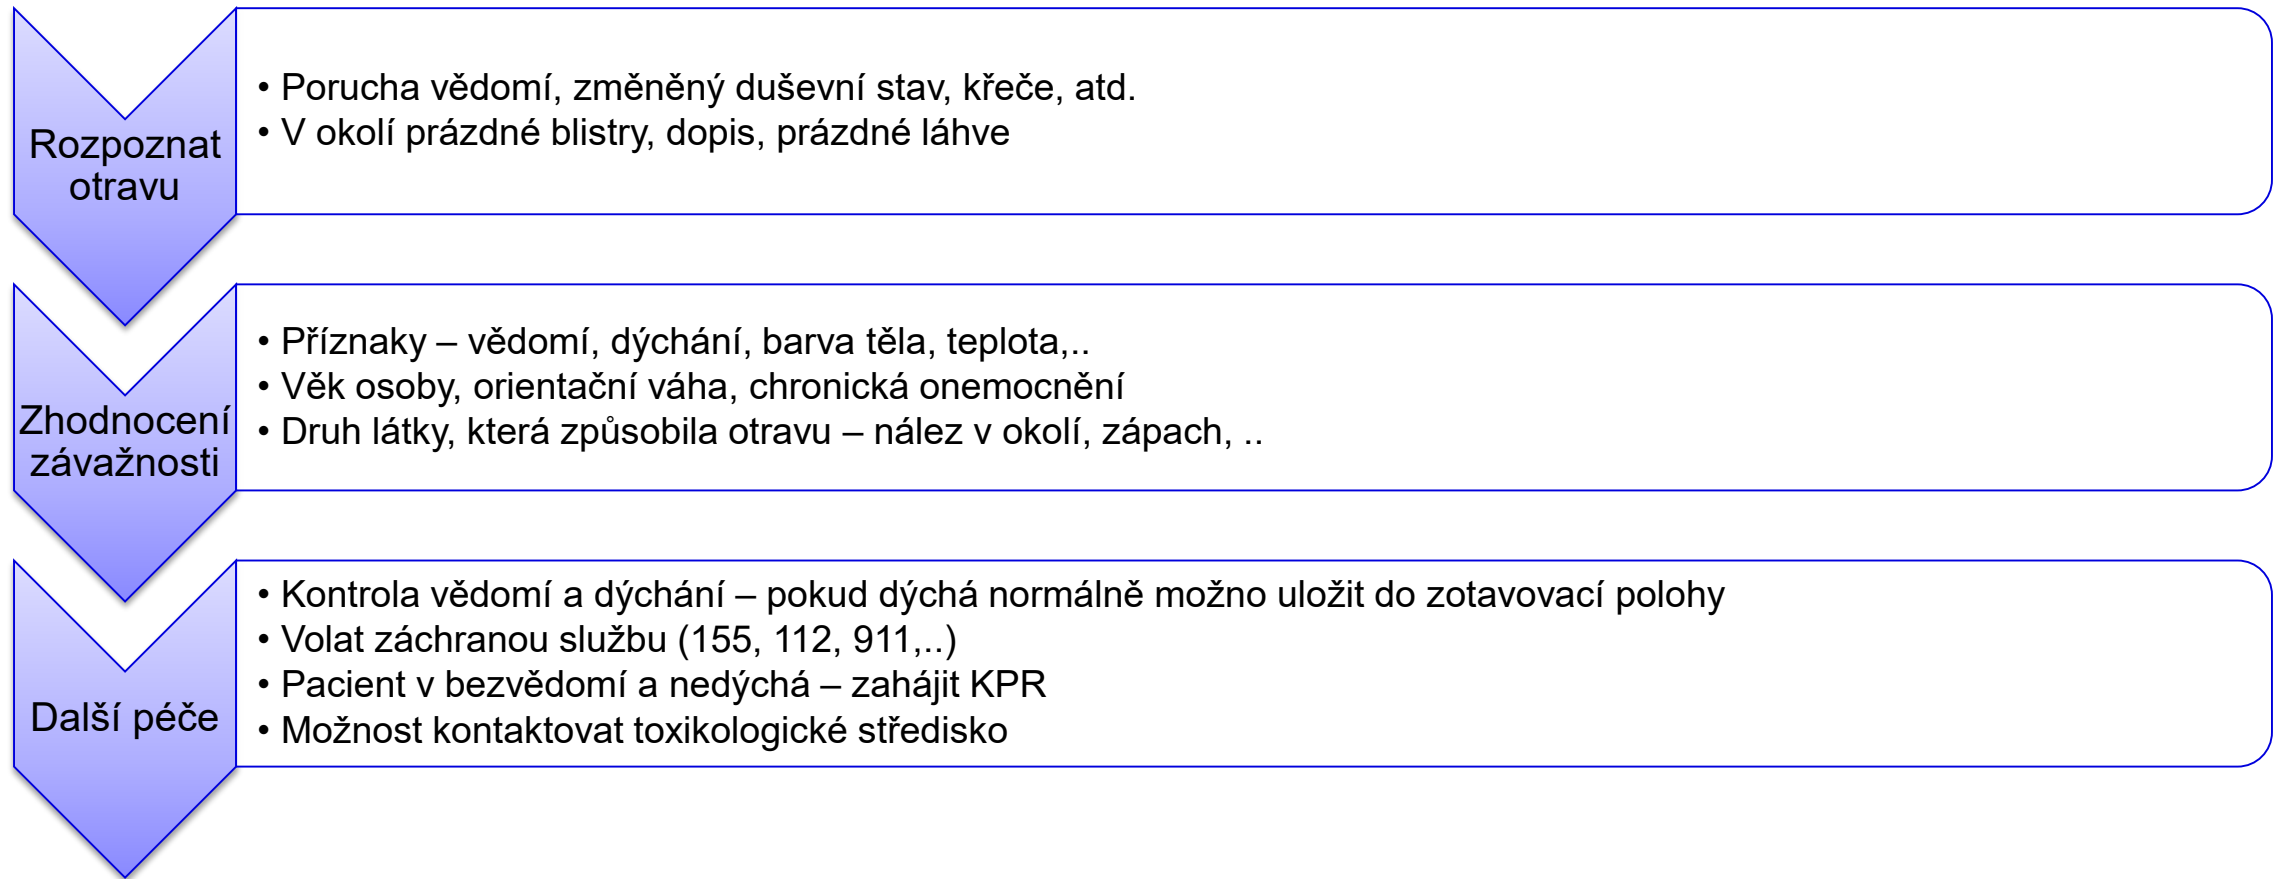 Rozpoznat
otravu
• Porucha vědomí, změněný duševní stav, křeče, atd.
• V okolí prázdné blistry, dopis, prázdné láhve
Zhodnocení
závažnosti
• Příznaky – vědomí, dýchání, barva těla, teplota,..
• Věk osoby, orientační váha, chronická onemocnění
• Druh látky, která způsobila otravu – nález v okolí, zápach, ..
Další péče
• Kontrola vědomí a dýchání – pokud dýchá normálně možno uložit do zotavovací polohy
• Volat záchranou službu (155, 112, 911,..)
• Pacient v bezvědomí a nedýchá – zahájit KPR
• Možnost kontaktovat toxikologické středisko